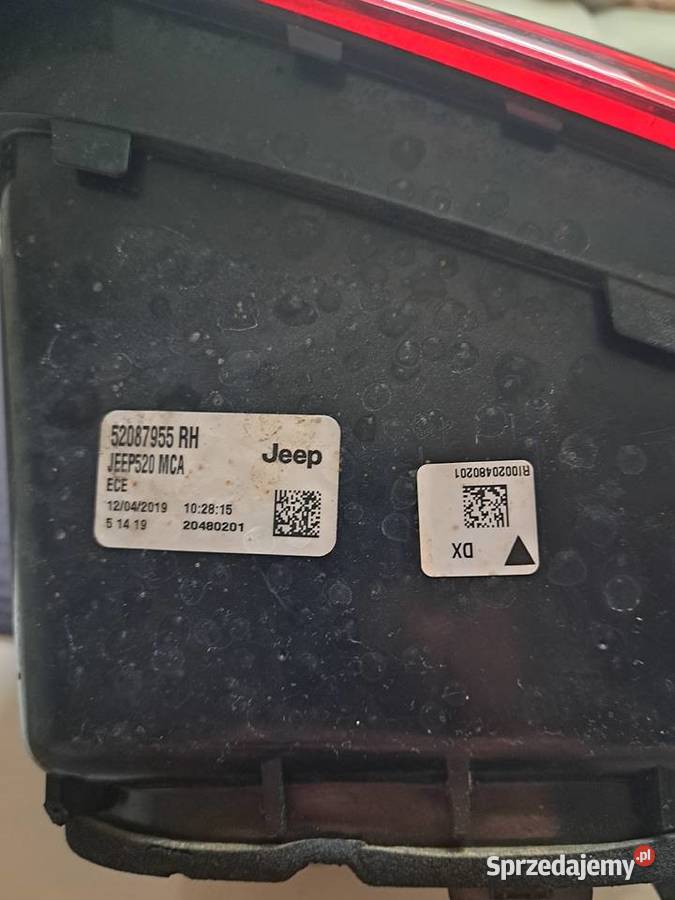 52087955 RH
Jeep
JEEP520 MCA
ECE
12/04/2019 10:28:15
5 14 19 20480201
RI0020480201
DX
Sprzedajemy.pl